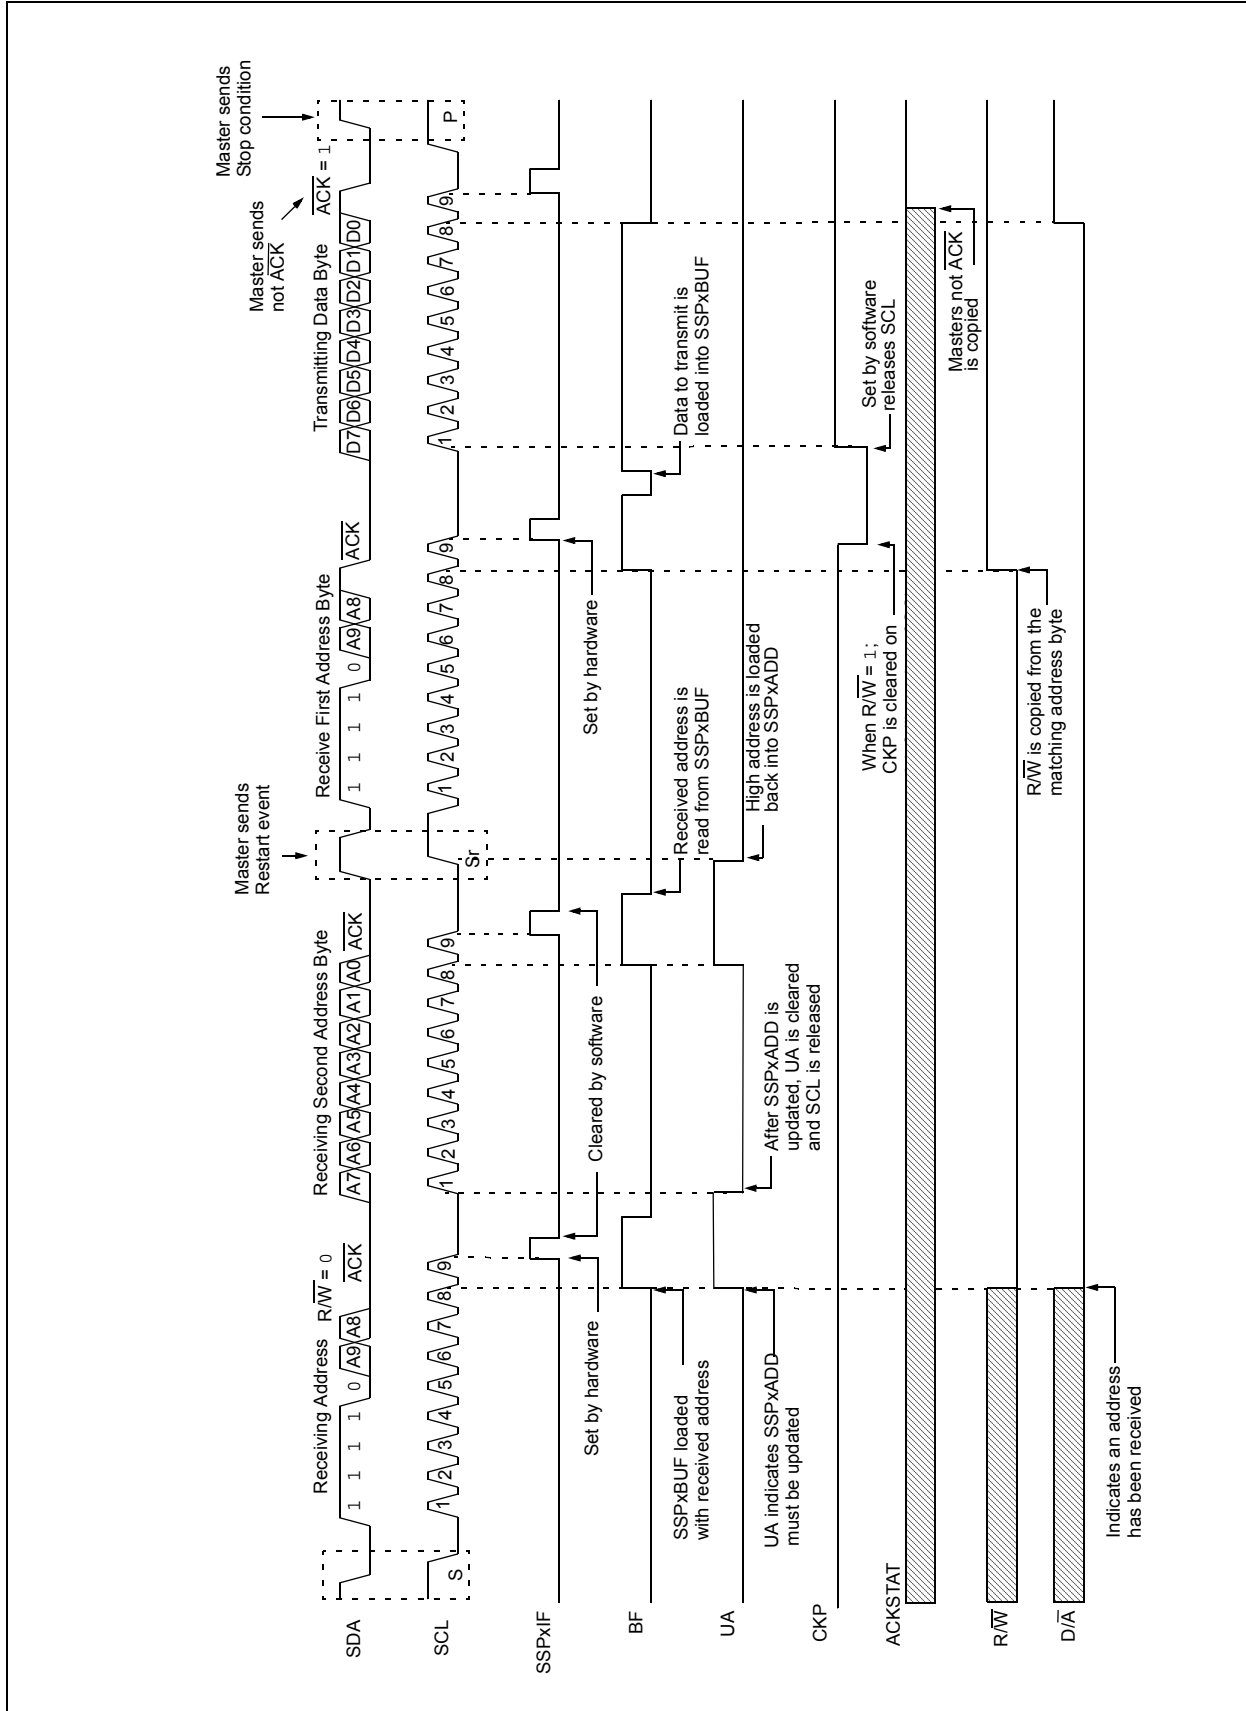 Master sends
Stop condition
Master sends
not ACK
Master sends
Restart event
Receiving Address
R/W = 0
ACK
Receiving Second Address Byte
ACK
Receive First Address Byte
ACK
Transmitting Data Byte
ACK = 1
SDA
1 1 1 1 0 A9 A8
A7 A6 A5 A4 A3 A2 A1 A0
1 1 1 1 0 A9 A8
D7 D6 D5 D4 D3 D2 D1 D0
SCL
S
1 2 3 4 5 6 7 8 9
1 2 3 4 5 6 7 8 9
Sr
1 2 3 4 5 6 7 8 9
1 2 3 4 5 6 7 8 9
P
SSPxIF
Set by hardware
Cleared by software
Set by hardware
BF
SSPxBUF loaded
with received address
Received address is
read from SSPxBUF
Data to transmit is
loaded into SSPxBUF
UA
UA indicates SSPxADD
must be updated
After SSPxADD is
updated, UA is cleared
and SCL is released
High address is loaded
back into SSPxADD
CKP
When R/W = 1;
CKP is cleared on
Set by software
releases SCL
ACKSTAT
Masters not ACK
is copied
R/W
R/W is copied from the
matching address byte
D/A
Indicates an address
has been received